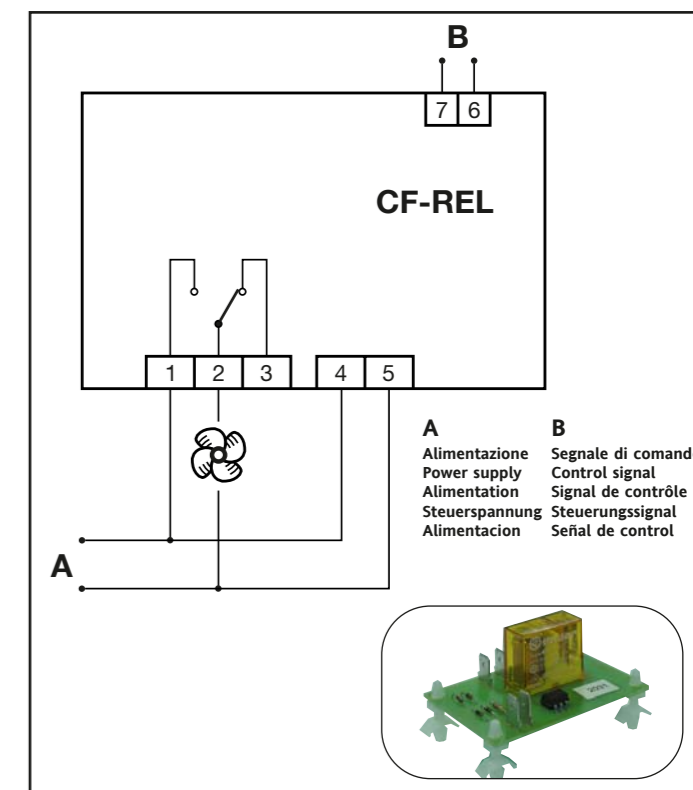 B
7 6
CF-REL
1 2 3 4 5
A B
Alimentazione Segnale di comand
Power supply Control signal
Alimentation Signal de contrôle
Steuerspannung Steuerungssignal
Alimentacion Señal de control
A